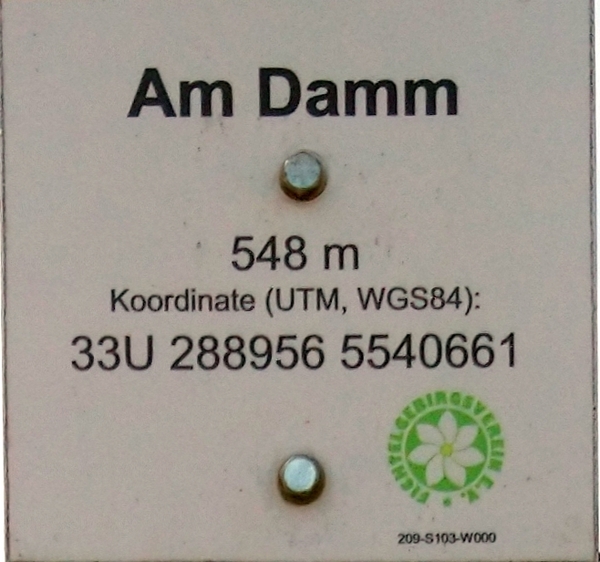 Am Damm
548 m
Koordinate (UTM, WGS84):
33U 288956 5540661
FICHTELGEBIRGSVEREIN E.V.
209-S103-W000